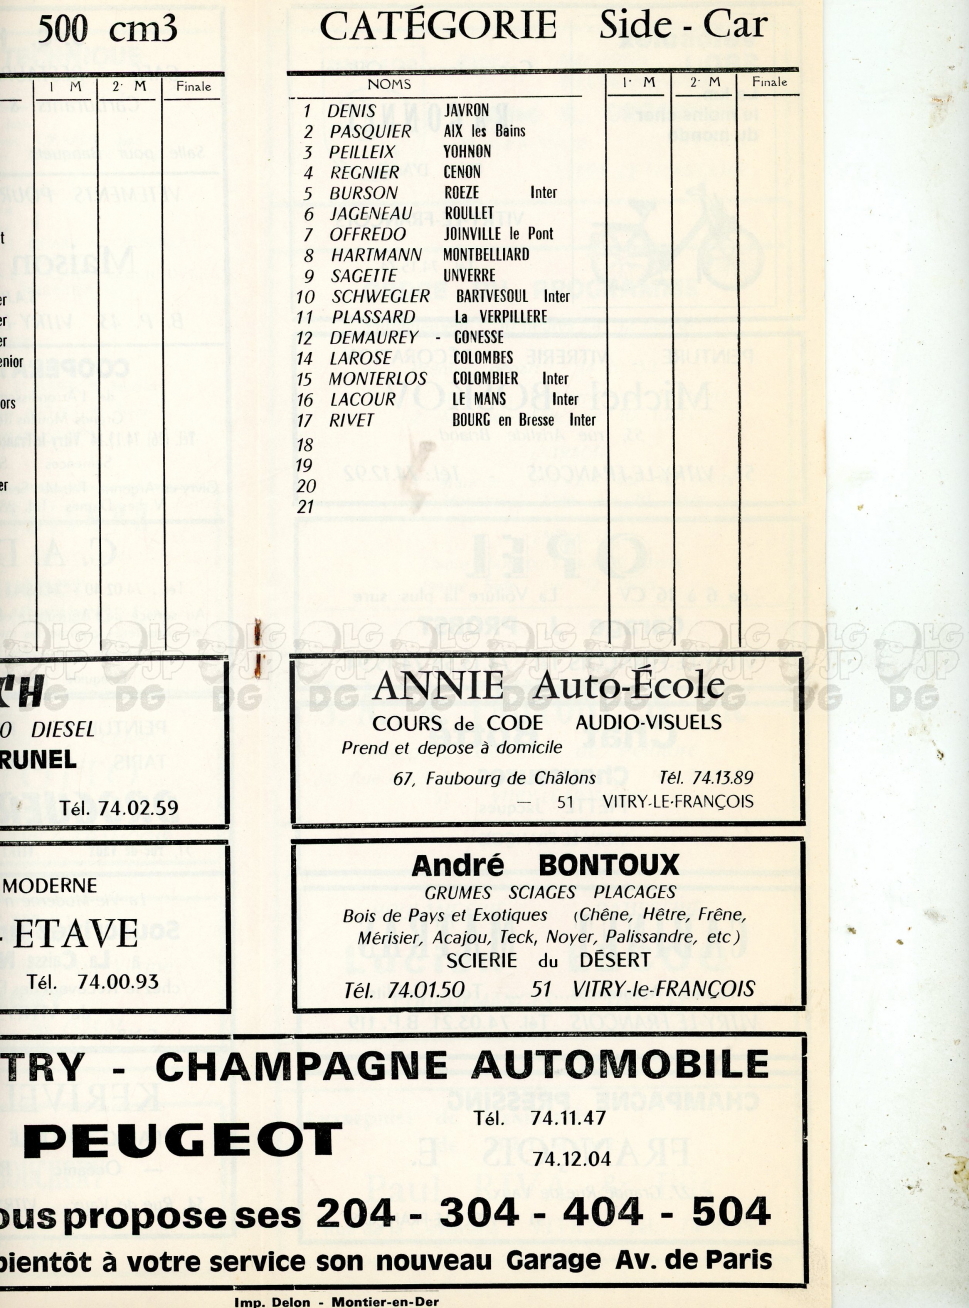 500 cm3
1 M 2· M Finale
t
er
er
er
enior
ors
er
CATÉGORIE Side - Car
NOMS 1· M 2· M Finale
1 DENIS JAVRON
2 PASQUIER AIX les Bains
3 PEILLEIX YOHNON
4 REGNIER CENON
5 BURSON ROEZE Inter
6 JAGENEAU ROULLET
7 OFFREDO JOINVILLE le Pont
8 HARTMANN MONTBELLIARD
9 SAGETTE UNVERRE
10 SCHWEGLER BARTVESOUL Inter
11 PLASSARD La VERPILLERE
12 DEMAUREY - GONESSE
14 LAROSE COLOMBES
15 MONTERLOS COLOMBIER Inter
16 LACOUR LE MANS Inter
17 RIVET BOURG en Bresse Inter
18
19
20
21
O DIESEL
RUNEL
Tél. 74.02.59
ANNIE Auto-École
COURS de CODE AUDIO-VISUELS
Prend et depose à domicile
67, Faubourg de Châlons Tél. 74.13.89
— 51 VITRY-LE-FRANÇOIS
MODERNE
- ETAVE
Tél. 74.00.93
André BONTOUX
GRUMES SCIAGES PLACAGES
Bois de Pays et Exotiques (Chêne, Hêtre, Frêne,
Mérisier, Acajou, Teck, Noyer, Palissandre, etc)
SCIERIE du DÉSERT
Tél. 74.01.50 51 VITRY-le-FRANÇOIS
TRY - CHAMPAGNE AUTOMOBILE
Tél. 74.11.47
PEUGEOT
74.12.04
ous propose ses 204 - 304 - 404 - 504
bientôt à votre service son nouveau Garage Av. de Paris
Imp. Delon - Montier-en-Der
LG JP DG